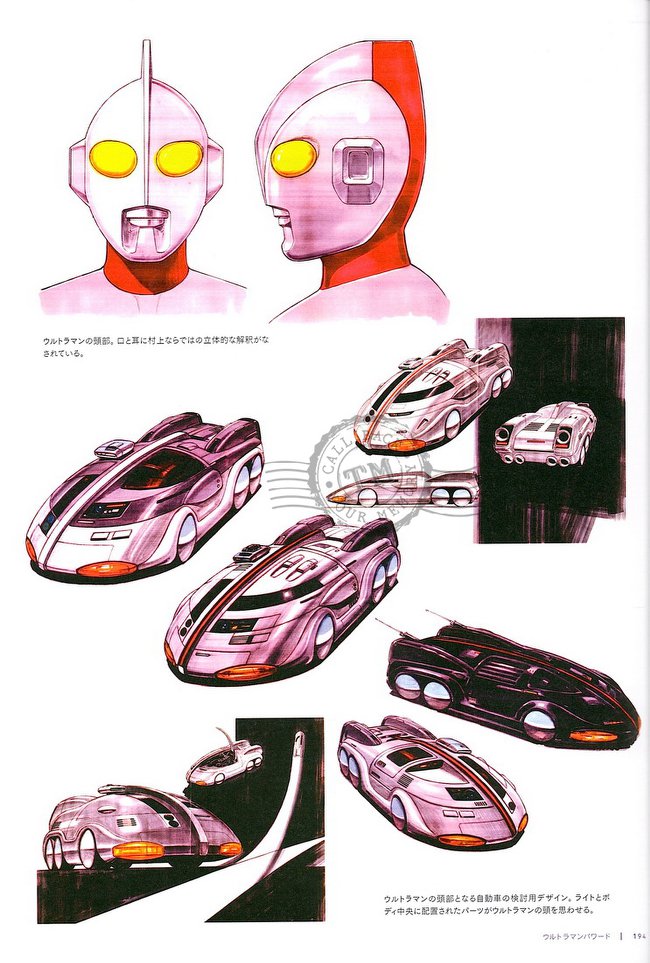 ウルトラマンの頭部。口と耳に村上ならではの立体的な解釈がな
されている。
CALL BACK
TM
YOUR MEMORY
ウルトラマンの頭部となる自動車の検討用デザイン。ライトとボ
ディ中央に配置されたパーツがウルトラマンの頭を思わせる。
ウルトラマンパワード | 194